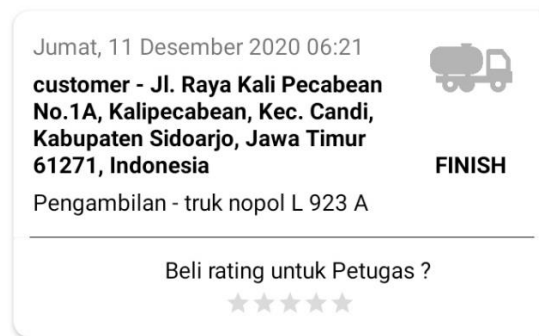 Jumat, 11 Desember 2020 06:21
customer - Jl. Raya Kali Pecabean
No.1A, Kalipecabean, Kec. Candi,
Kabupaten Sidoarjo, Jawa Timur
61271, Indonesia
FINISH
Pengambilan - truk nopol L 923 A
Beli rating untuk Petugas ?